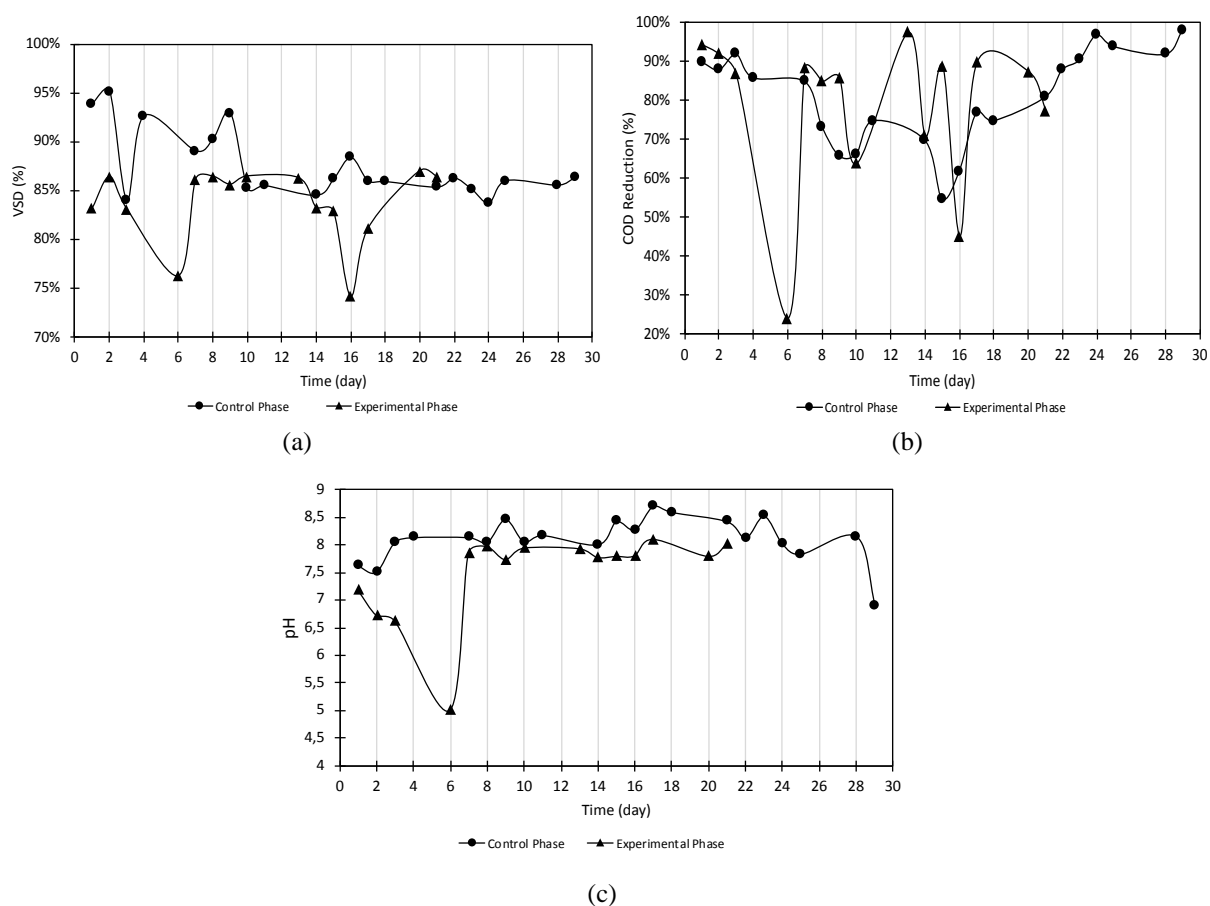 100%
95%
90%
85%
80%
75%
70%
VSD (%)
0 2 4 6 8 10 12 14 16 18 20 22 24 26 28 30
Time (day)
Control Phase Experimental Phase
(a)
100%
90%
80%
70%
60%
50%
40%
30%
20%
COD Reduction (%)
0 2 4 6 8 10 12 14 16 18 20 22 24 26 28 30
Time (day)
Control Phase Experimental Phase
(b)
9
8,5
8
7,5
7
6,5
6
5,5
5
4,5
4
pH
0 2 4 6 8 10 12 14 16 18 20 22 24 26 28 30
Time (day)
Control Phase Experimental Phase
(c)